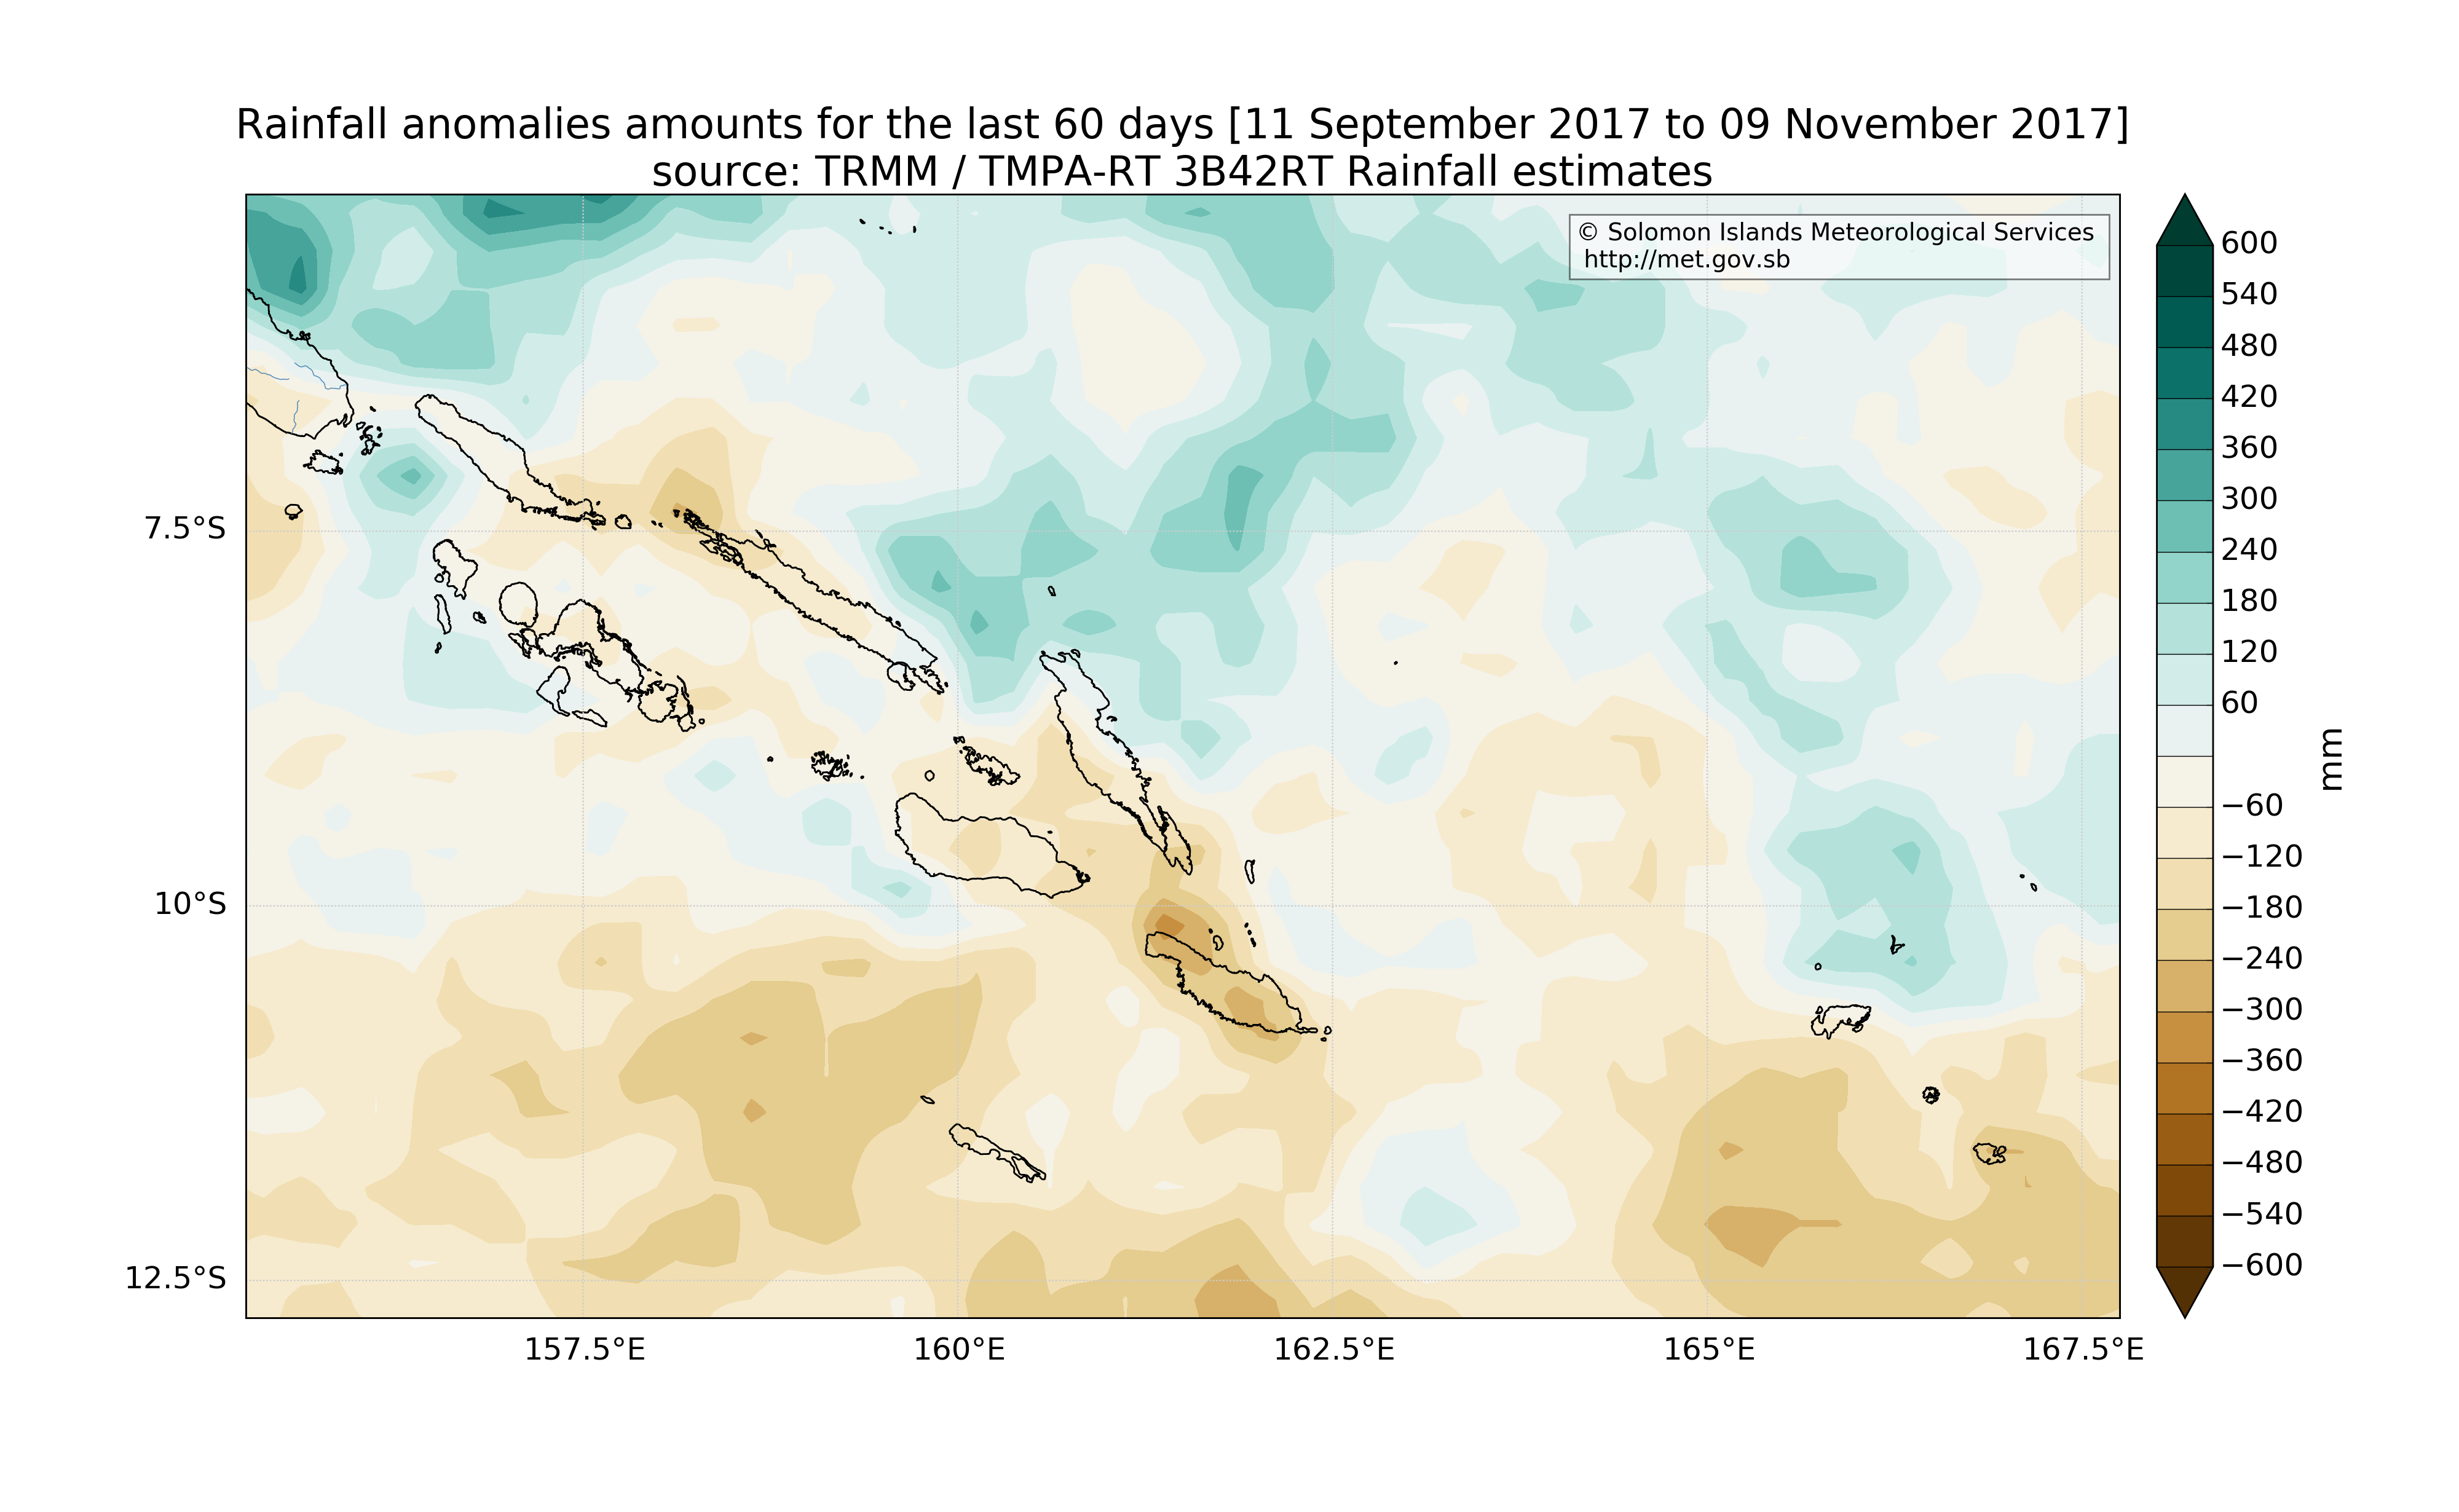 Rainfall anomalies amounts for the last 60 days [11 September 2017 to 09 November 2017]
source: TRMM / TMPA-RT 3B42RT Rainfall estimates
© Solomon Islands Meteorological Services
http://met.gov.sb
7.5°S
10°S
12.5°S
157.5°E
160°E
162.5°E
165°E
167.5°E
600
540
480
420
360
300
240
180
120
60
−60
−120
−180
−240
−300
−360
−420
−480
−540
−600
mm